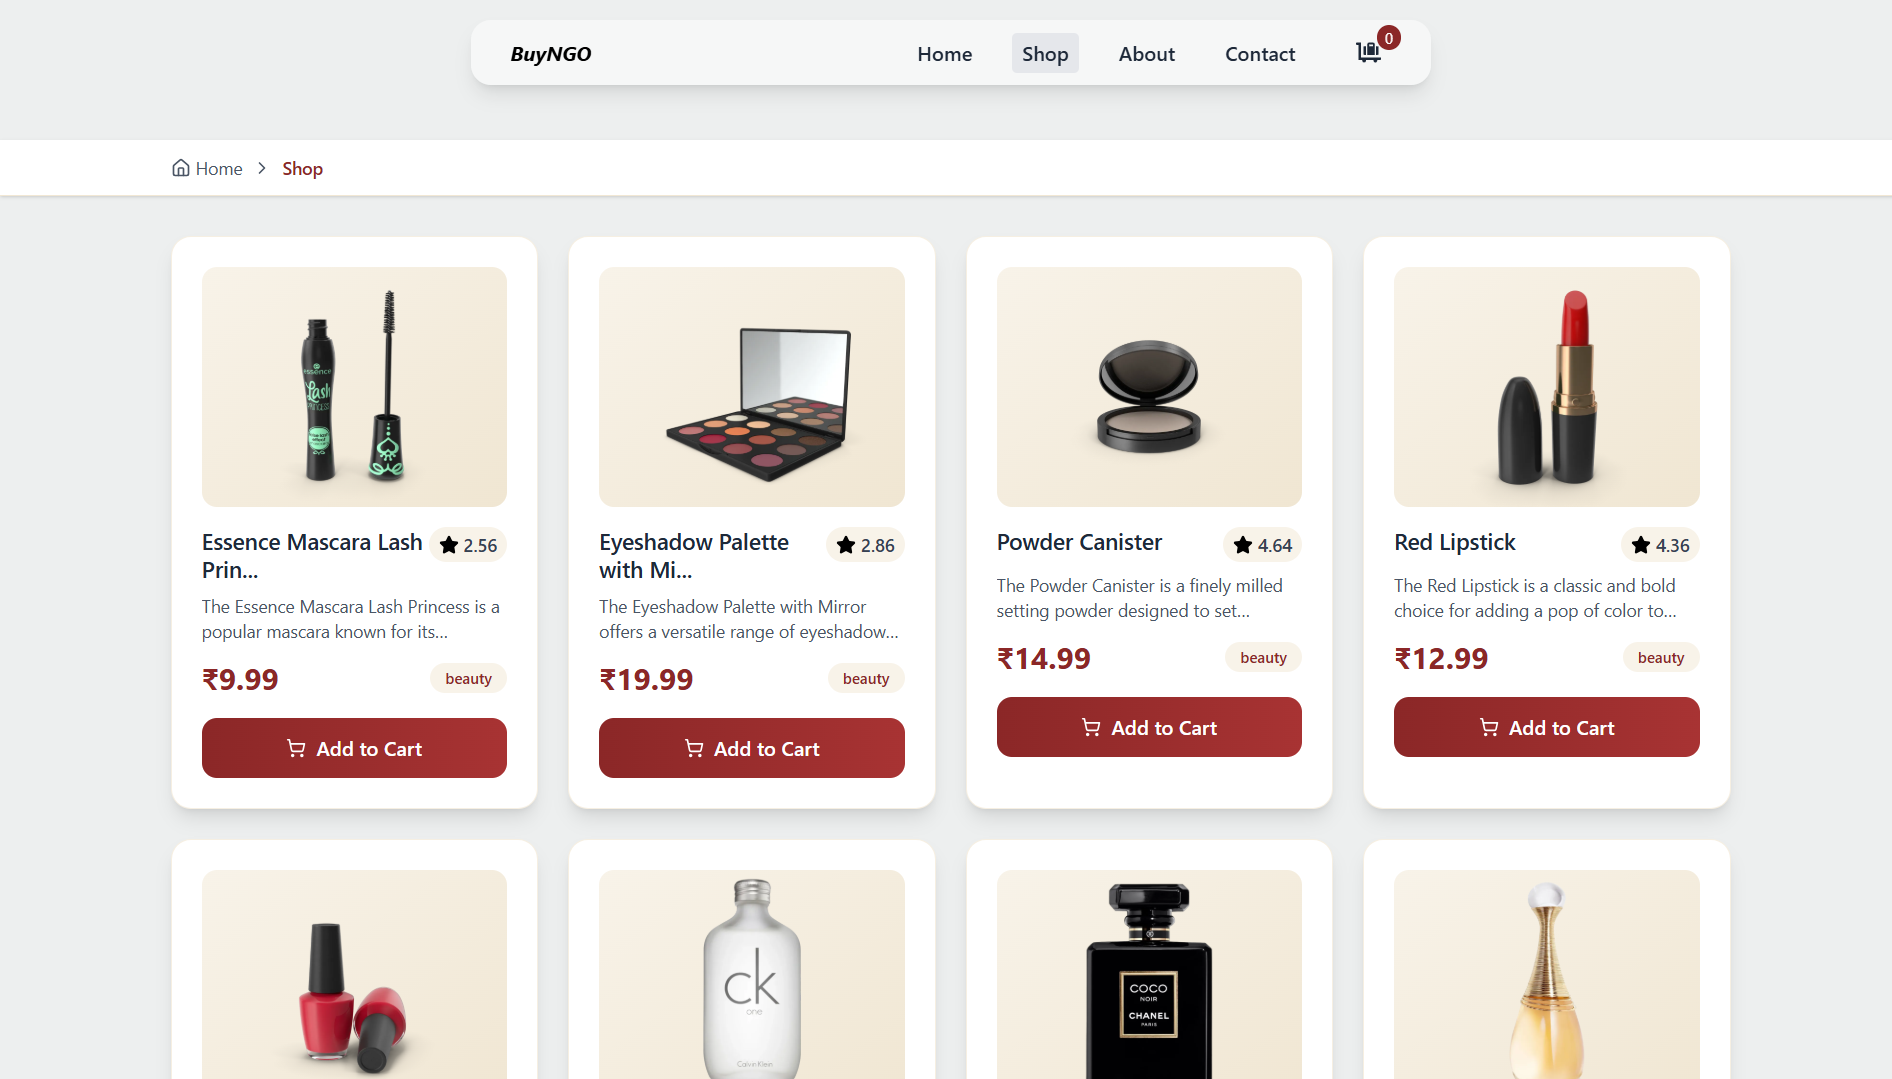 BuyNGO
Home
Shop
About
Contact
0
Home
Shop
essence
Lash
PRINCESS
Essence Mascara Lash
Prin...
2.56
The Essence Mascara Lash Princess is a
popular mascara known for its...
₹9.99
beauty
Add to Cart
Eyeshadow Palette
with Mi...
2.86
The Eyeshadow Palette with Mirror
offers a versatile range of eyeshadow...
₹19.99
beauty
Add to Cart
Powder Canister
4.64
The Powder Canister is a finely milled
setting powder designed to set...
₹14.99
beauty
Add to Cart
Red Lipstick
4.36
The Red Lipstick is a classic and bold
choice for adding a pop of color to...
₹12.99
beauty
Add to Cart
ck
one
Calvin Klein
COCO
NOIR
CHANEL
PARIS